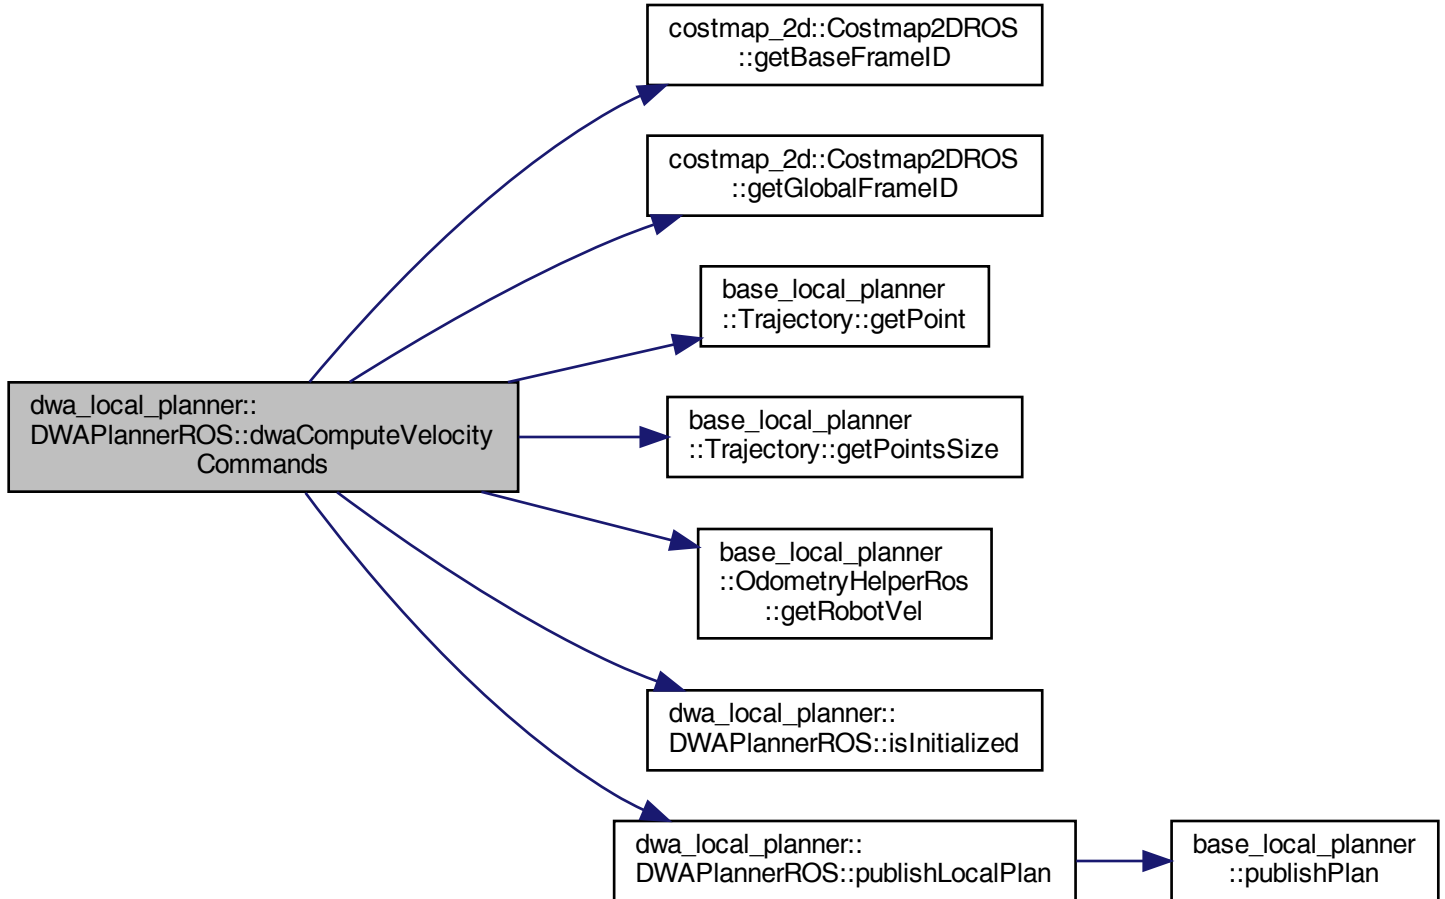 costmap_2d::Costmap2DROS
::getBaseFrameID
costmap_2d::Costmap2DROS
::getGlobalFrameID
base_local_planner
::Trajectory::getPoint
dwa_local_planner::
DWAPlannerROS::dwaComputeVelocity
Commands
base_local_planner
::Trajectory::getPointsSize
base_local_planner
::OdometryHelperRos
::getRobotVel
dwa_local_planner::
DWAPlannerROS::isInitialized
dwa_local_planner::
DWAPlannerROS::publishLocalPlan
base_local_planner
::publishPlan